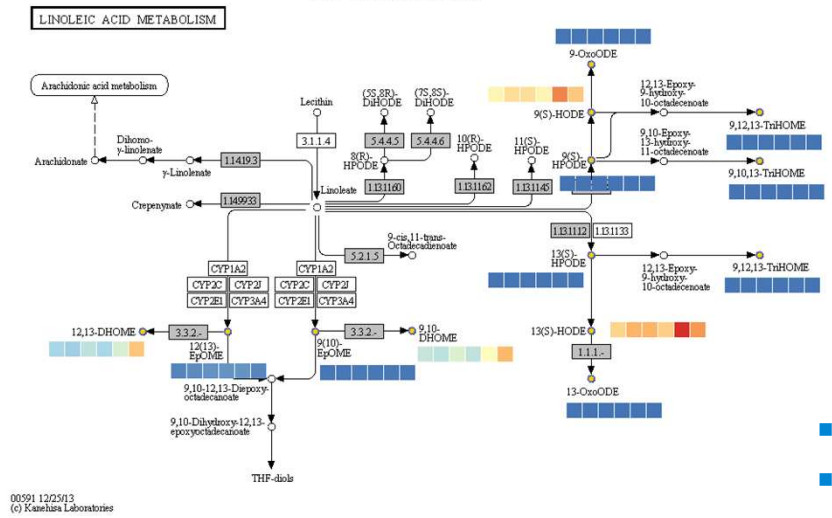 LINOLEIC ACID METABOLISM
9-OxoODE
Arachidonic acid metabolism
Lecithin
(5S,8R)-
DiHODE
(7S,8S)-
DiHODE
9(S)-HODE
12,13-Epoxy-
9-hydroxy-
10-octadecenoate
9,12,13-TriHOME
3.1.1.4
5.4.4.5
5.4.4.6
10(R)-
HPODE
11(S)-
HPODE
9(S)-
HPODE
9,10-Epoxy-
13-hydroxy-
11-octadecenoate
9,10,13-TriHOME
Dihomo-
γ-linolenate
1.14.19.3
8(R)-
HPODE
Arachidonate
γ-Linolenate
Linoleate
1.13.11.60
1.13.11.62
1.13.11.45
Crepenynate
1.14.99.33
9-cis,11-trans-
Octadecadienoate
1.13.11.12
1.13.11.33
5.2.1.5
13(S)-
HPODE
12,13-Epoxy-
9-hydroxy-
10-octadecenoate
9,12,13-TriHOME
CYP1A2
CYP2C
CYP2J
CYP2E1
CYP3A4
CYP1A2
CYP2C
CYP2J
CYP2E1
CYP3A4
12,13-DHOME
3.3.2.-
12(13)-
EpOME
9(10)-
EpOME
3.3.2.-
9,10-
DHOME
13(S)-HODE
1.1.1.-
9,10-12,13-Diepoxy-
octadecanoate
13-OxoODE
9,10-Dihydroxy-12,13-
epoxyoctadecanoate
THF-diols
00591 12/25/13
(c) Kanehisa Laboratories